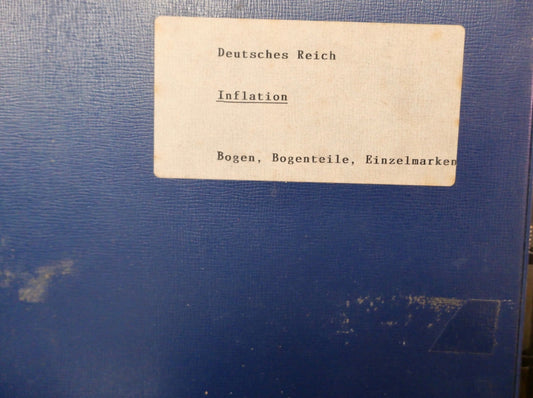 Deutsches Reich
Inflation
Bogen, Bogenteile, Einzelmarken